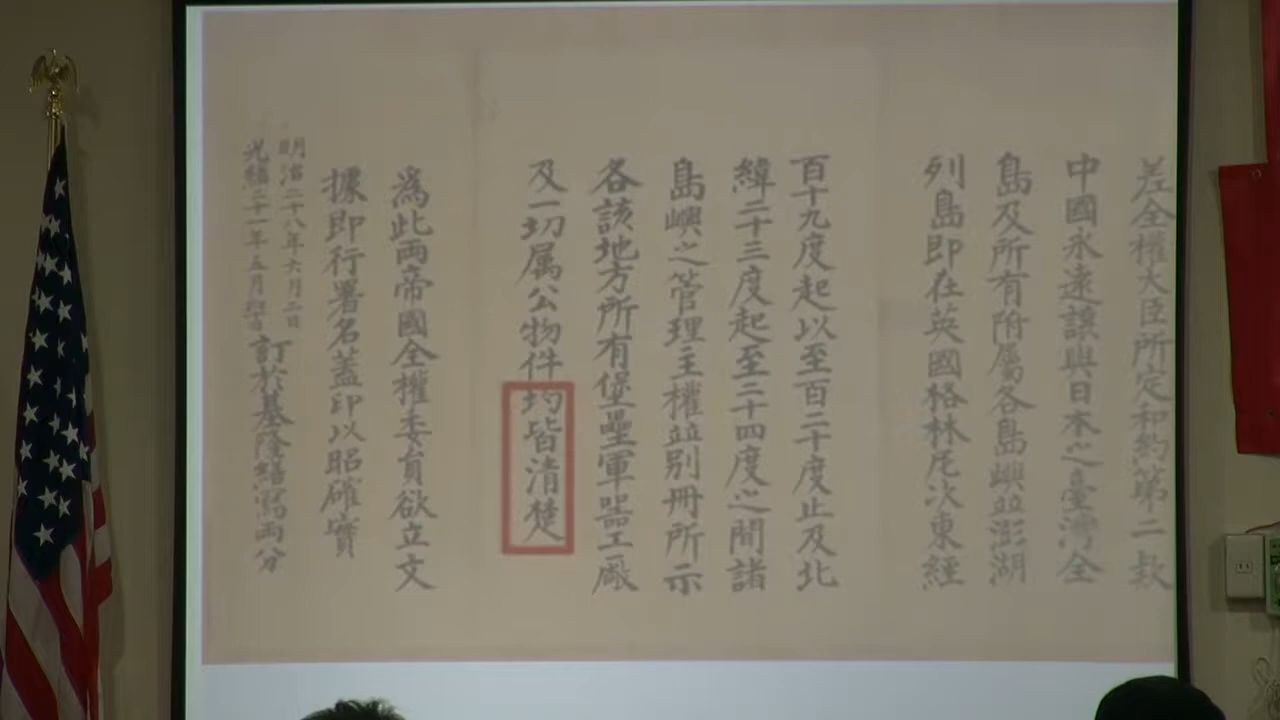 差全權大臣所定和約第二款
中國永遠讓與日本之臺灣全
島及所有附屬各島嶼並澎湖
列島即在英國格林尼次東經
百十九度起以至百二十度止及北
緯二十三度起至二十四度之間諸
島嶼之管理主權並別冊所示
各該地方所有堡壘軍器工廠
及一切属公物件均皆清楚
為此両帝國全權委員欲立文
據即行署名蓋印以昭確實
明治二十八年六月二日
光緒二十一年五月初十日
訂於基隆繕寫両分